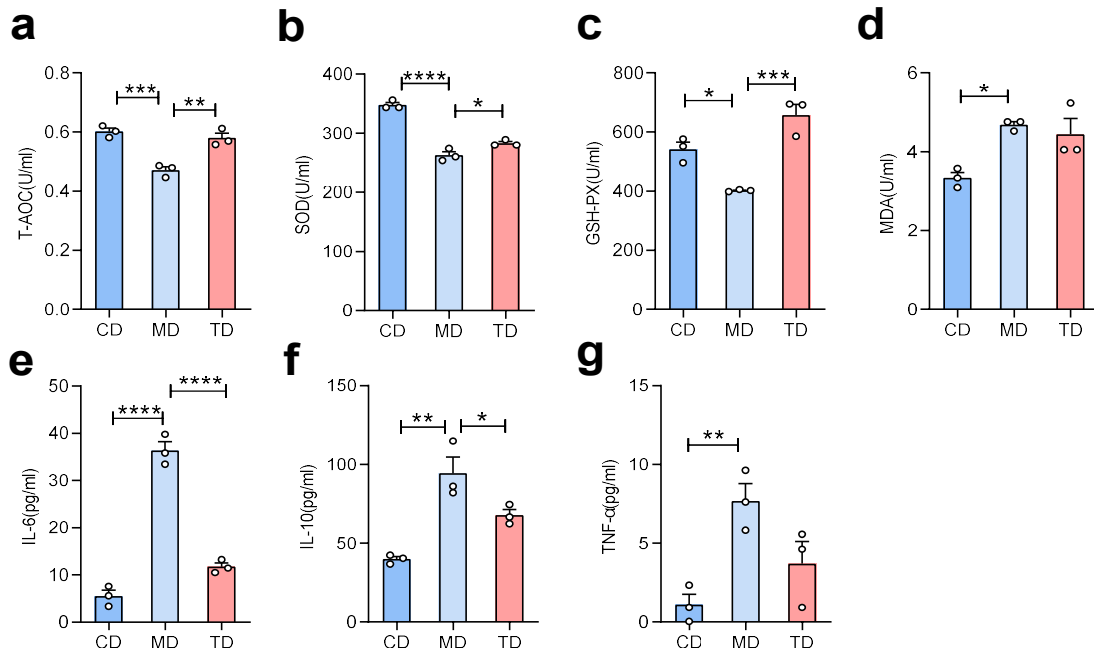 a
T-AOC(U/ml)
0.8
0.6
0.4
0.2
0.0
***
**
CD MD TD
b
SOD(U/ml)
400
300
200
100
0
****
*
CD MD TD
c
GSH-PX(U/ml)
800
600
400
200
0
*
***
CD MD TD
d
MDA(U/ml)
6
4
2
0
*
CD MD TD
e
IL-6(pg/ml)
50
40
30
20
10
0
****
****
CD MD TD
f
IL-10(pg/ml)
150
100
50
0
**
*
CD MD TD
g
TNF-α(pg/ml)
15
10
5
0
**
CD MD TD